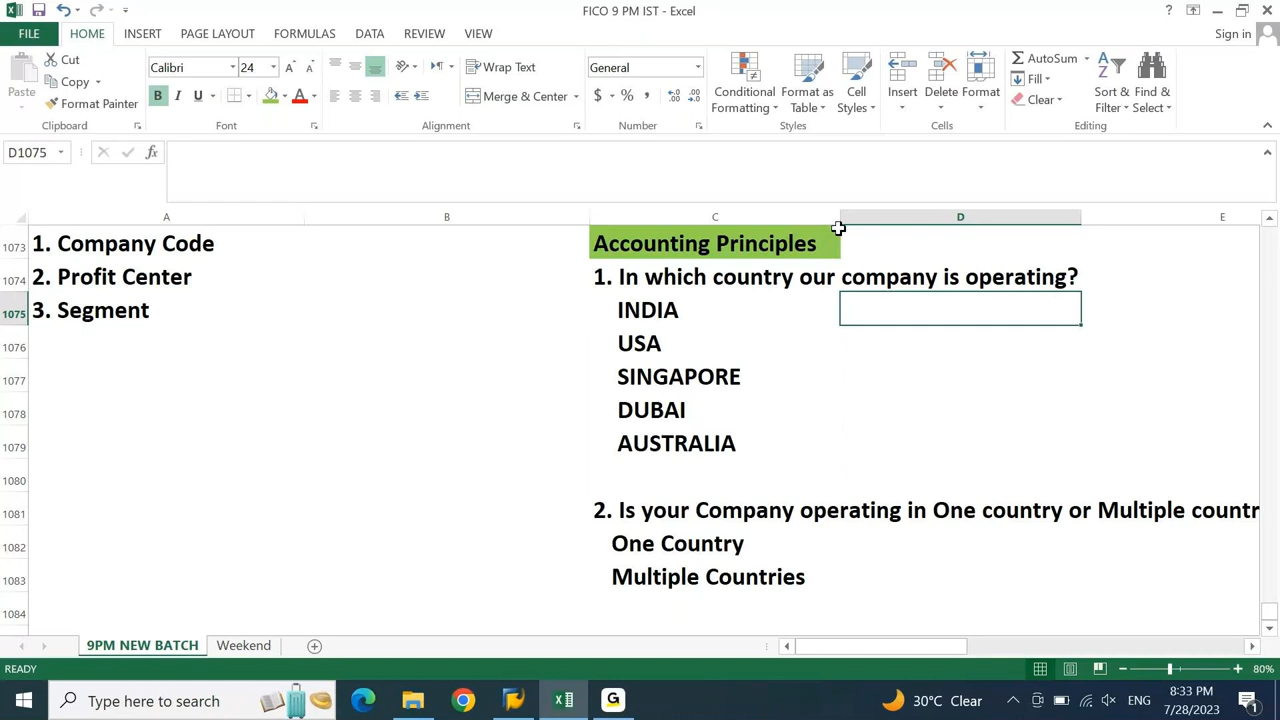 FICO 9 PM IST - Excel
Sign in
FILE HOME INSERT PAGE LAYOUT FORMULAS DATA REVIEW VIEW
Paste
Cut
Copy
Format Painter
Clipboard
Calibri 24
B I U
Font
Wrap Text
Merge & Center
Alignment
General
$ % ,
Number
Conditional Formatting
Format as Table
Cell Styles
Styles
Insert
Delete
Format
Cells
AutoSum
Fill
Clear
Sort & Filter
Find & Select
Editing
D1075
fx
A B C D E
1073 1. Company Code Accounting Principles
1074 2. Profit Center 1. In which country our company is operating?
1075 3. Segment INDIA
1076 USA
1077 SINGAPORE
1078 DUBAI
1079 AUSTRALIA
1080
1081 2. Is your Company operating in One country or Multiple countr
1082 One Country
1083 Multiple Countries
1084
9PM NEW BATCH Weekend
READY
80%
Type here to search
30°C Clear
ENG
8:33 PM
7/28/2023
1